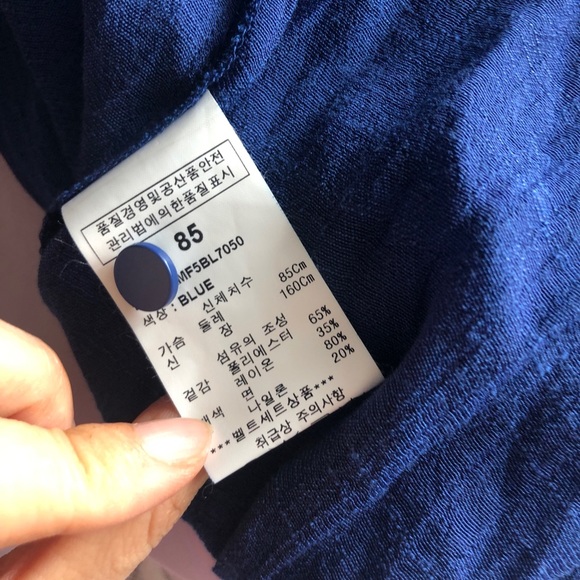 품질경영및공산품안전
관리법에의한품질표시
85
MF5BL7050
색상 : BLUE
신체치수
가슴 둘레 85Cm
신 장 160Cm
섬유의 조성
겉감 폴리에스터 65%
레이온 35%
배색 면 80%
나일론 20%
***벨트세트상품***
취급상 주의사항